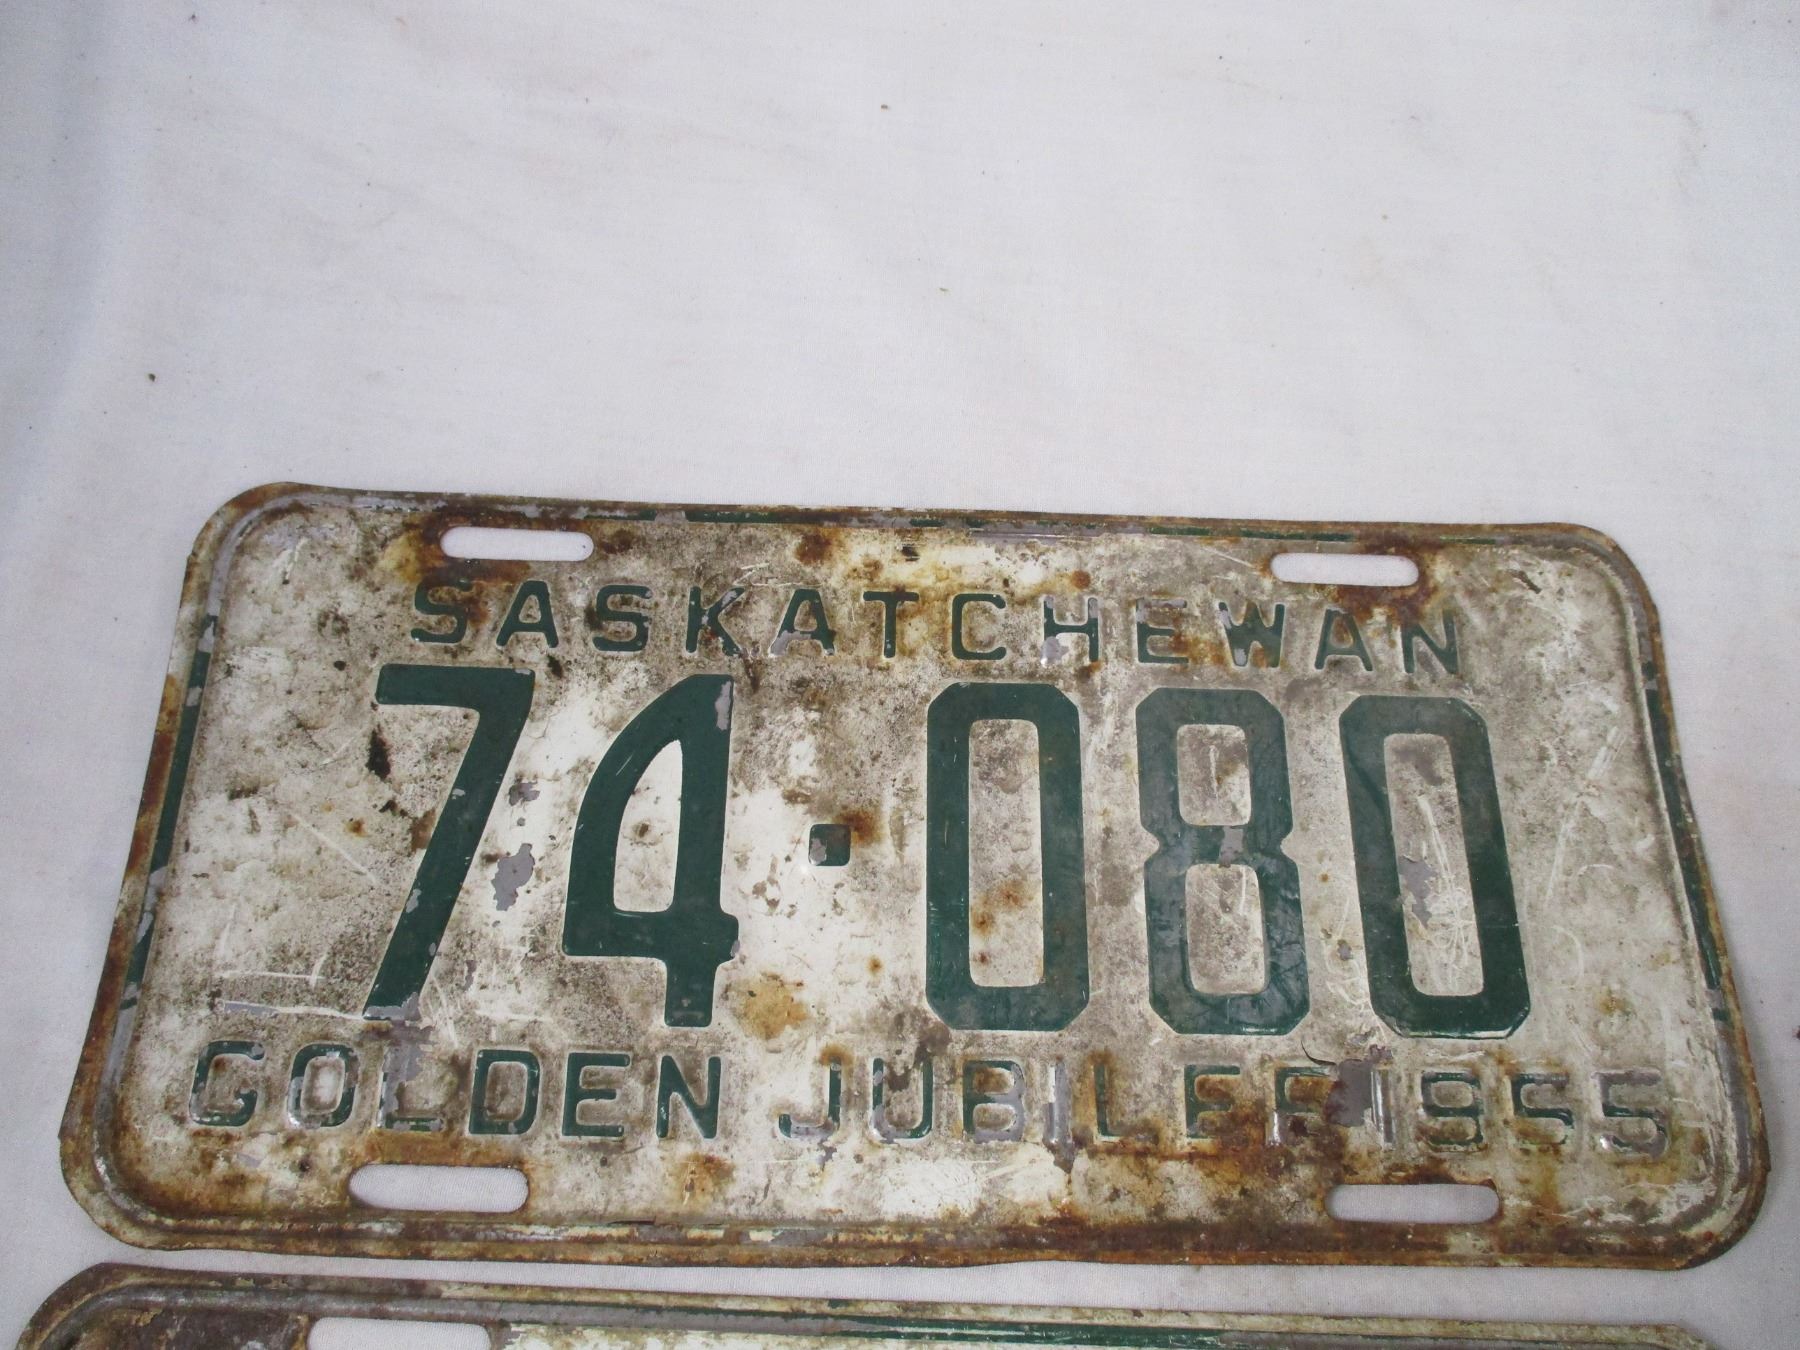 SASKATCHEWAN
74·080
GOLDEN JUBILEE 1955